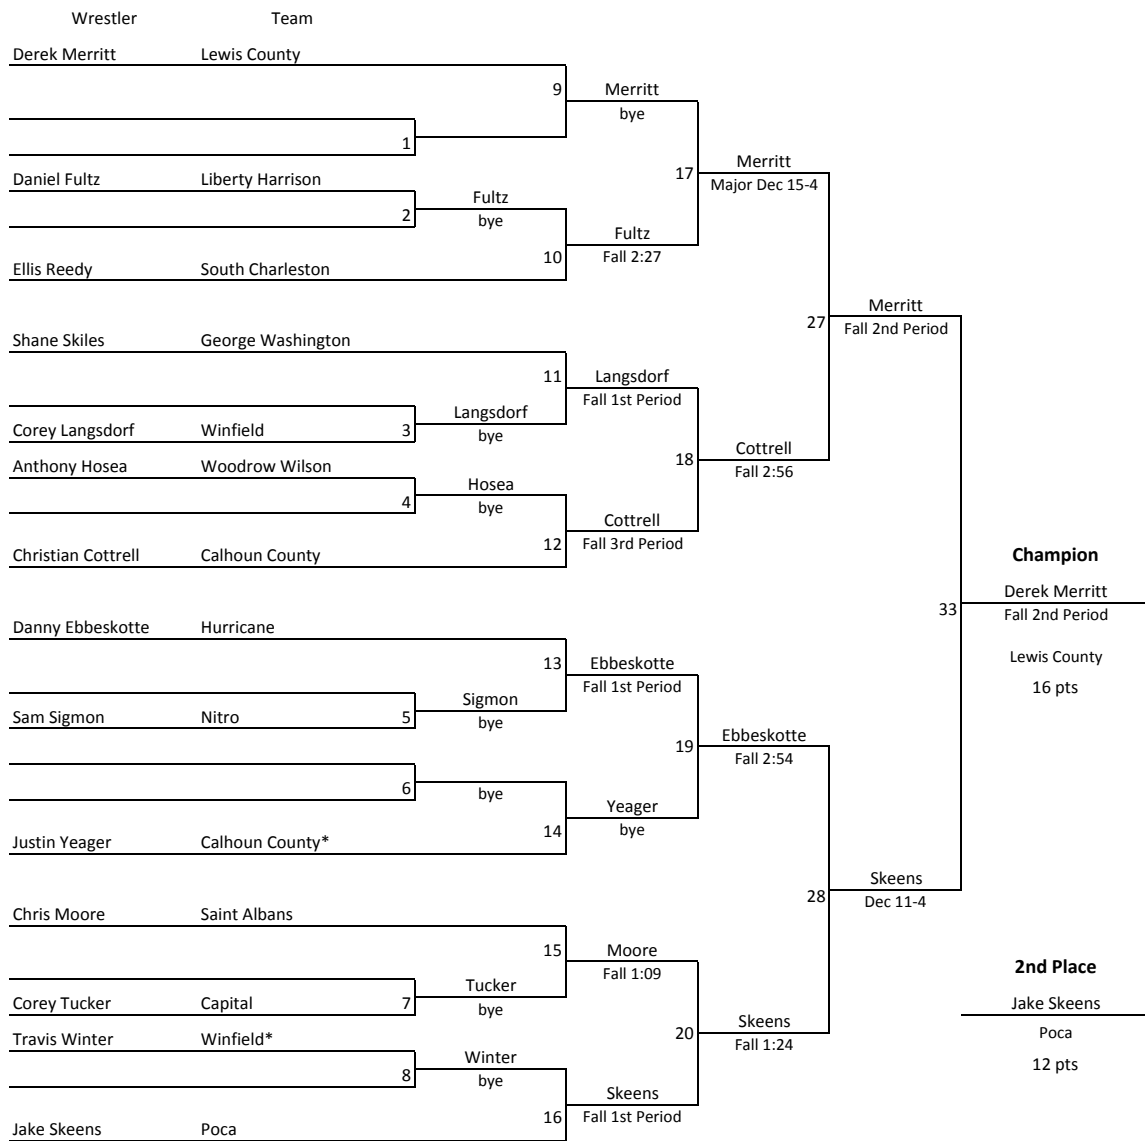 Wrestler Team
Derek Merritt Lewis County
9 Merritt
bye
1
17 Merritt
Major Dec 15-4
Daniel Fultz Liberty Harrison
Fultz
2 bye
Fultz
10 Fall 2:27
Ellis Reedy South Charleston
Merritt
27 Fall 2nd Period
Shane Skiles George Washington
11 Langsdorf
Fall 1st Period
Langsdorf
Corey Langsdorf Winfield 3 bye
Cottrell
18 Fall 2:56
Anthony Hosea Woodrow Wilson
Hosea
4 bye
Cottrell
12 Fall 3rd Period
Christian Cottrell Calhoun County
Champion
Derek Merritt
33 Fall 2nd Period
Danny Ebbeskotte Hurricane
Lewis County
13 Ebbeskotte
Fall 1st Period
16 pts
Sigmon
Sam Sigmon Nitro 5 bye
Ebbeskotte
19 Fall 2:54
6 bye
Yeager
14 bye
Justin Yeager Calhoun County*
Skeens
28 Dec 11-4
Chris Moore Saint Albans
15 Moore
Fall 1:09
2nd Place
Tucker
Corey Tucker Capital 7 bye
Jake Skeens
Skeens
20 Fall 1:24
Poca
Travis Winter Winfield*
Winter
12 pts
8 bye
Skeens
16 Fall 1st Period
Jake Skeens Poca